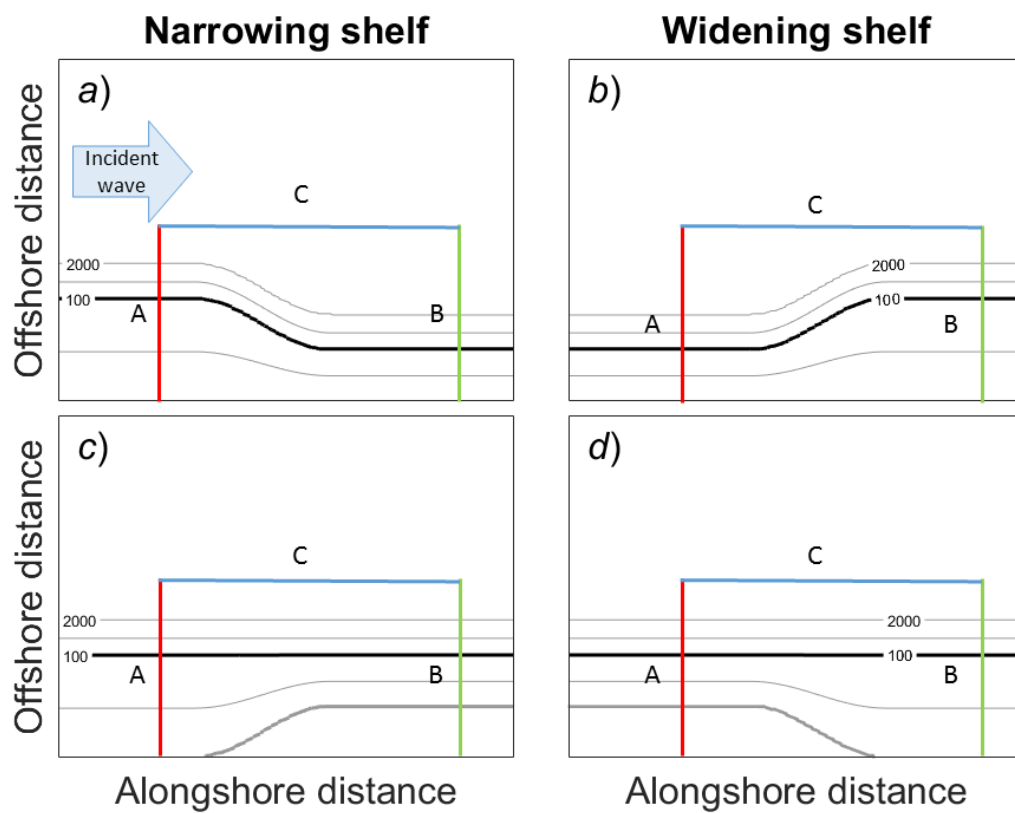 Narrowing shelf
Widening shelf
Offshore distance
a)
Incident
wave
C
2000
100
A
B
b)
C
2000
100
A
B
Offshore distance
c)
C
2000
100
A
B
d)
C
2000
100
A
B
Alongshore distance
Alongshore distance